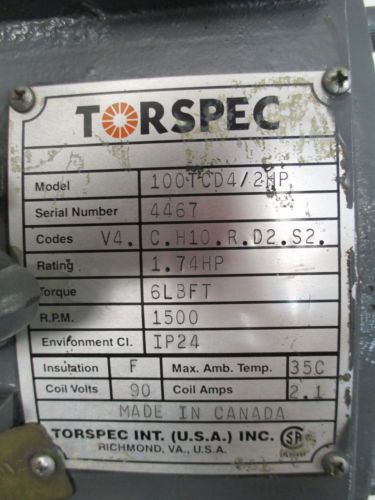 TORSPEC
Model 100TCD4/2HP
Serial Number 4467
Codes V4. C.H10.R.D2.S2.
Rating 1.74HP
Torque 6LBFT
R.P.M. 1500
Environment Cl. IP24
Insulation F Max. Amb. Temp. 35C
Coil Volts 90 Coil Amps 2.1
MADE IN CANADA
TORSPEC INT. (U.S.A.) INC.
RICHMOND, VA., U.S.A.